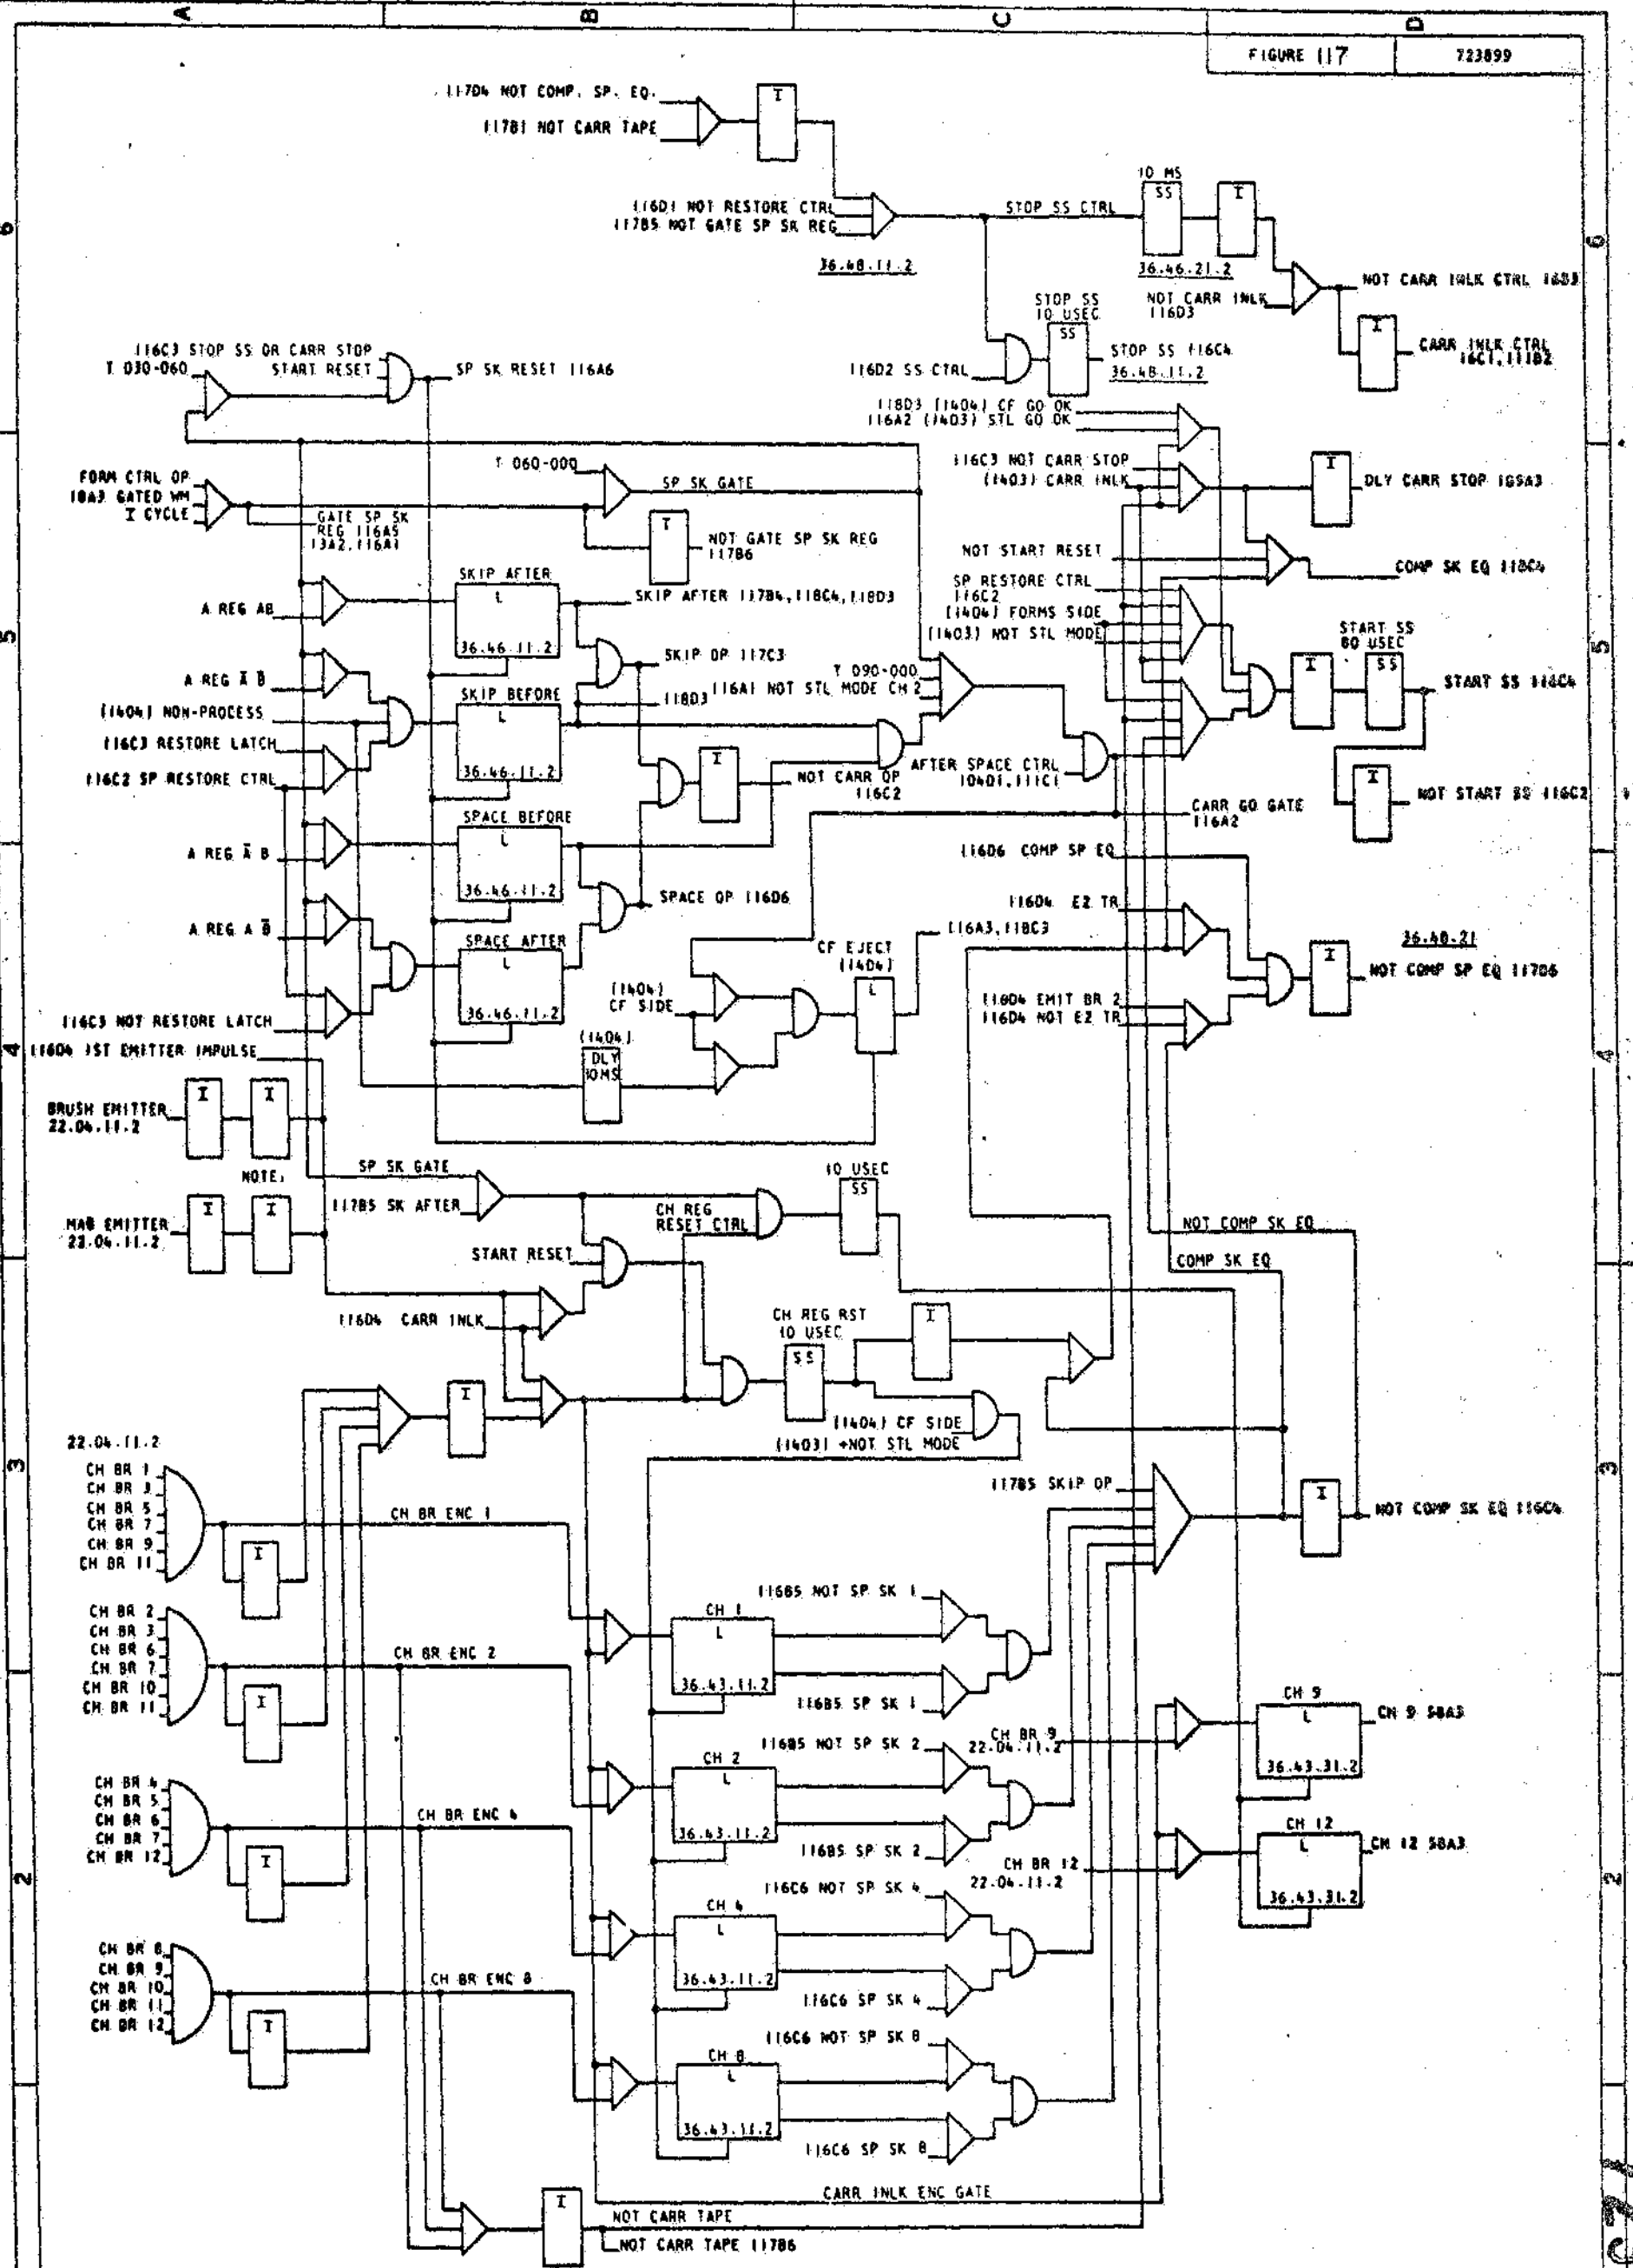 A
B
C
D
FIGURE 117
723899
117D4 NOT COMP. SP. EQ.
117B1 NOT CARR TAPE
I
116D1 NOT RESTORE CTRL
117B5 NOT GATE SP SK REG
36.48.11.2
STOP SS CTRL
10 MS
SS
36.46.21.2
I
6
6
NOT CARR INLK
116D3
NOT CARR INLK CTRL
I
CARR INLK CTRL
16C1, 111B2
STOP SS
10 USEC
SS
STOP SS 116C4
36.48.11.2
116D2 SS CTRL
116C3 STOP SS OR CARR STOP
T 030-060
START RESET
SP SK RESET 116A6
118D3 (1404) CF GO OK
116A2 (1403) STL GO OK
FORM CTRL OP
18A3 GATED WM
I CYCLE
GATE SP SK
REG 116A5
13A2, 116A1
T 060-000
SP SK GATE
I
NOT GATE SP SK REG
117B6
116C3 NOT CARR STOP
(1403) CARR INLK
I
DLY CARR STOP 105A3
NOT START RESET
COMP SK EQ 118C4
SP RESTORE CTRL
116C2
(1404) FORMS SIDE
(1403) NOT STL MODE
5
5
A REG AB
SKIP AFTER
L
36.46.11.2
SKIP AFTER 117B4, 118C4, 118D3
SKIP OP 117C3
118D3
A REG A̅ B̅
(1404) NON-PROCESS
116C3 RESTORE LATCH
116C2 SP RESTORE CTRL
SKIP BEFORE
L
36.46.11.2
T 090-000
116A1 NOT STL MODE CH 2
I
NOT CARR OP
116C2
AFTER SPACE CTRL
104D1, 111C1
START SS
80 USEC
I
SS
START SS 118C4
I
NOT START SS 116C2
CARR GO GATE
116A2
A REG A̅ B
SPACE BEFORE
L
36.46.11.2
SPACE OP 116D6
A REG A B̅
SPACE AFTER
L
36.46.11.2
116C3 NOT RESTORE LATCH
116D6 COMP SP EQ
116D4 E2 TR
116D4 EMIT BR 2
116D4 NOT E2 TR
I
36.48.21
NOT COMP SP EQ 117D6
(1404)
CF SIDE
CF EJECT
(1404)
L
116A3, 118C3
(1404)
DLY
10MS
4
4
116D4 1ST EMITTER IMPULSE
BRUSH EMITTER
22.04.11.2
I
I
NOTE:
MAG EMITTER
22.04.11.2
I
I
SP SK GATE
117B5 SK AFTER
CH REG
RESET CTRL
10 USEC
SS
START RESET
116D4 CARR INLK
NOT COMP SK EQ
COMP SK EQ
CH REG RST
10 USEC
SS
I
(1404) CF SIDE
(1403) +NOT STL MODE
I
3
3
22.04.11.2
CH BR 1
CH BR 3
CH BR 5
CH BR 7
CH BR 9
CH BR 11
I
CH BR ENC 1
117B5 SKIP OP
I
NOT COMP SK EQ 116C4
CH BR 2
CH BR 3
CH BR 6
CH BR 7
CH BR 10
CH BR 11
I
CH BR ENC 2
CH 1
L
36.43.11.2
116B5 NOT SP SK 1
116B5 SP SK 1
CH 2
L
36.43.11.2
116B5 NOT SP SK 2
116B5 SP SK 2
CH BR 9
22.04.11.2
CH 9
L
36.43.31.2
CH 9 58A3
CH BR 12
22.04.11.2
CH 12
L
36.43.31.2
CH 12 58A3
2
2
CH BR 4
CH BR 5
CH BR 6
CH BR 7
CH BR 12
I
CH BR ENC 4
CH 4
L
36.43.11.2
116C6 NOT SP SK 4
116C6 SP SK 4
CH BR 8
CH BR 9
CH BR 10
CH BR 11
CH BR 12
I
CH BR ENC 8
CH 8
L
36.43.11.2
116C6 NOT SP SK 8
116C6 SP SK 8
CARR INLK ENC GATE
I
NOT CARR TAPE
NOT CARR TAPE 117B6